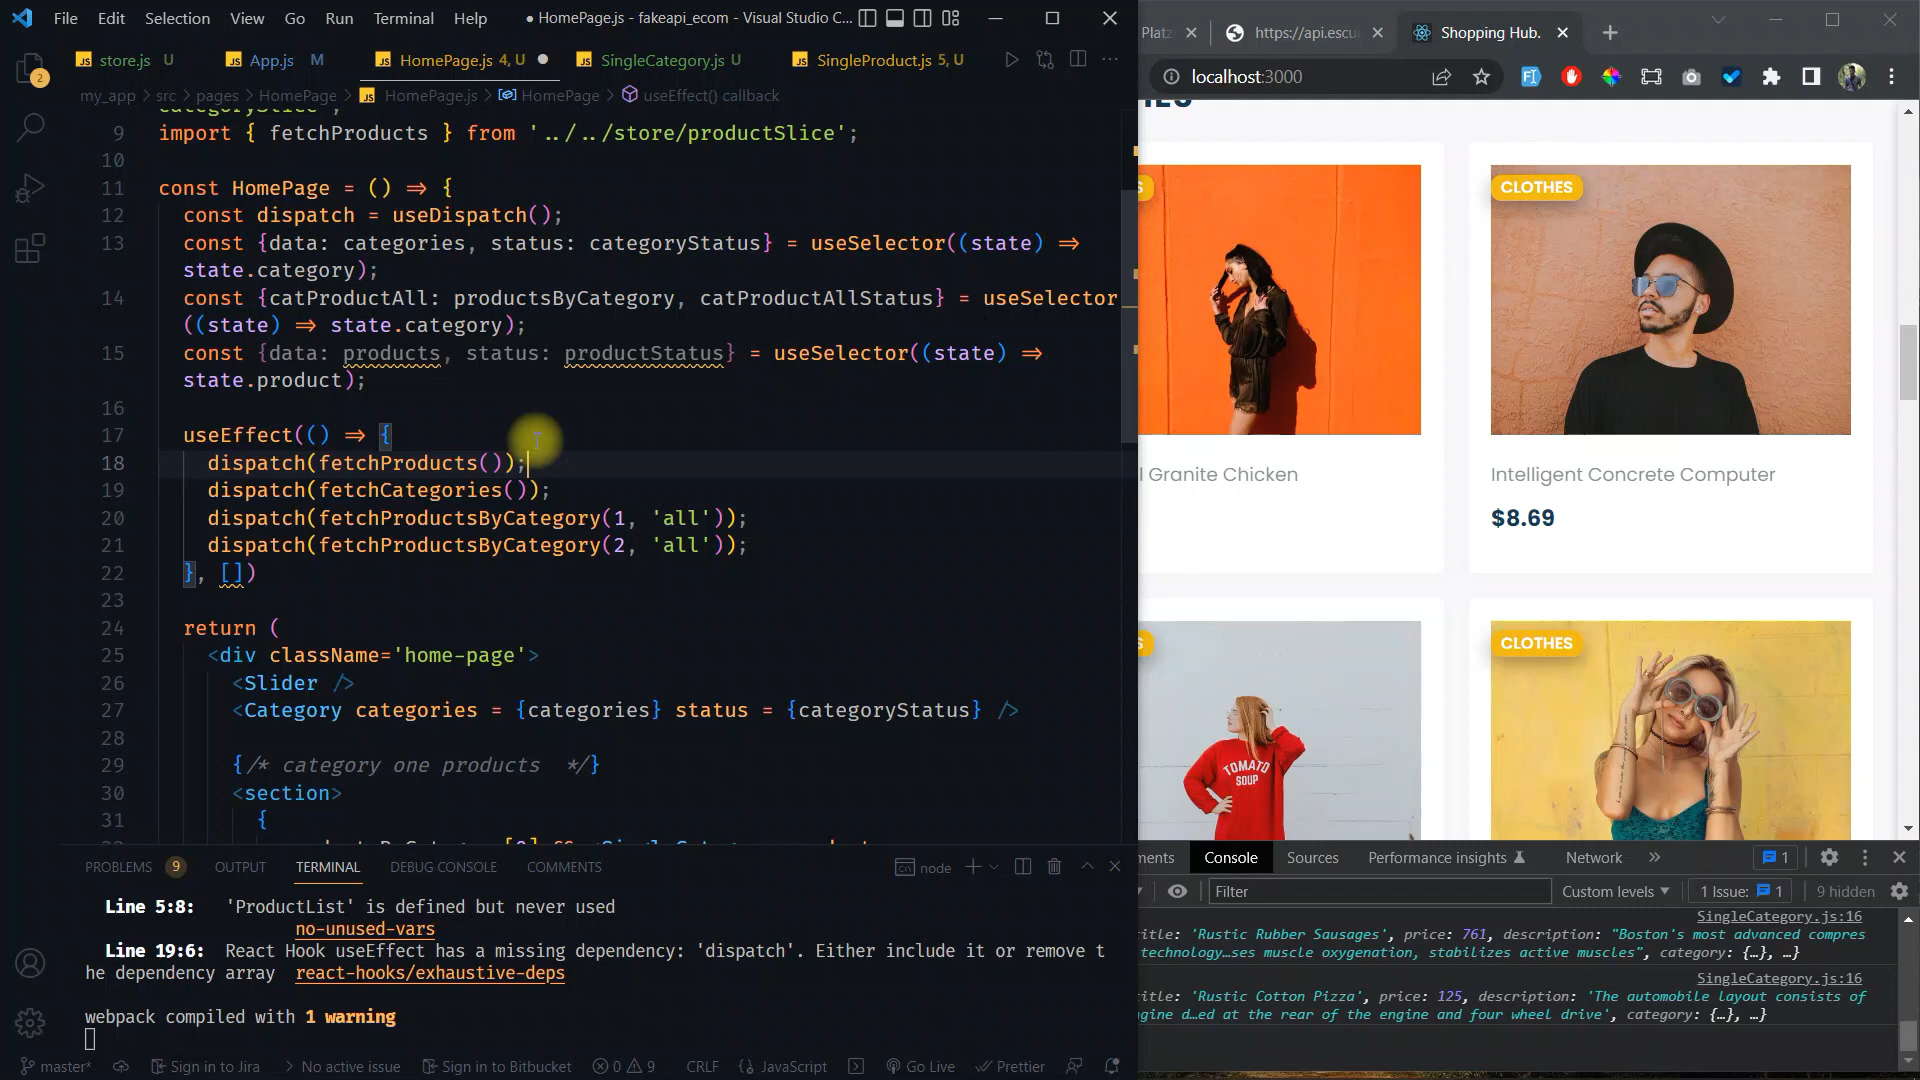 File Edit Selection View Go Run Terminal Help
● HomePage.js - fakeapi_ecom - Visual Studio C...
store.js U
App.js M
HomePage.js 4, U
SingleCategory.js U
SingleProduct.js 5, U
my_app > src > pages > HomePage > HomePage.js > HomePage > useEffect() callback
2
categorySlice';
9 import { fetchProducts } from '../../store/productSlice';
10
11 const HomePage = () => {
12 const dispatch = useDispatch();
13 const {data: categories, status: categoryStatus} = useSelector((state) =>
state.category);
14 const {catProductAll: productsByCategory, catProductAllStatus} = useSelector
((state) => state.category);
15 const {data: products, status: productStatus} = useSelector((state) =>
state.product);
16
17 useEffect(() => {
18 dispatch(fetchProducts());
19 dispatch(fetchCategories());
20 dispatch(fetchProductsByCategory(1, 'all'));
21 dispatch(fetchProductsByCategory(2, 'all'));
22 }, [])
23
24 return (
25 <div className='home-page'>
26 <Slider />
27 <Category categories = {categories} status = {categoryStatus} />
28
29 {/* category one products */}
30 <section>
31 {
PROBLEMS 9 OUTPUT TERMINAL DEBUG CONSOLE COMMENTS
node
Line 5:8: 'ProductList' is defined but never used
no-unused-vars
Line 19:6: React Hook useEffect has a missing dependency: 'dispatch'. Either include it or remove t
he dependency array react-hooks/exhaustive-deps
webpack compiled with 1 warning
master* Sign in to Jira No active issue Sign in to Bitbucket 0 9 CRLF {} JavaScript Go Live Prettier
Platz
https://api.escu
Shopping Hub.
localhost:3000
S
CLOTHES
l Granite Chicken
Intelligent Concrete Computer
$8.69
S
TOMATO
SOUP
CLOTHES
ments Console Sources Performance insights Network » 1
Filter
Custom levels 1 Issue: 1 9 hidden
SingleCategory.js:16
title: 'Rustic Rubber Sausages', price: 761, description: "Boston's most advanced compres
technology…ses muscle oxygenation, stabilizes active muscles", category: {…}, …}
SingleCategory.js:16
title: 'Rustic Cotton Pizza', price: 125, description: 'The automobile layout consists of
ngine d…ed at the rear of the engine and four wheel drive', category: {…}, …}